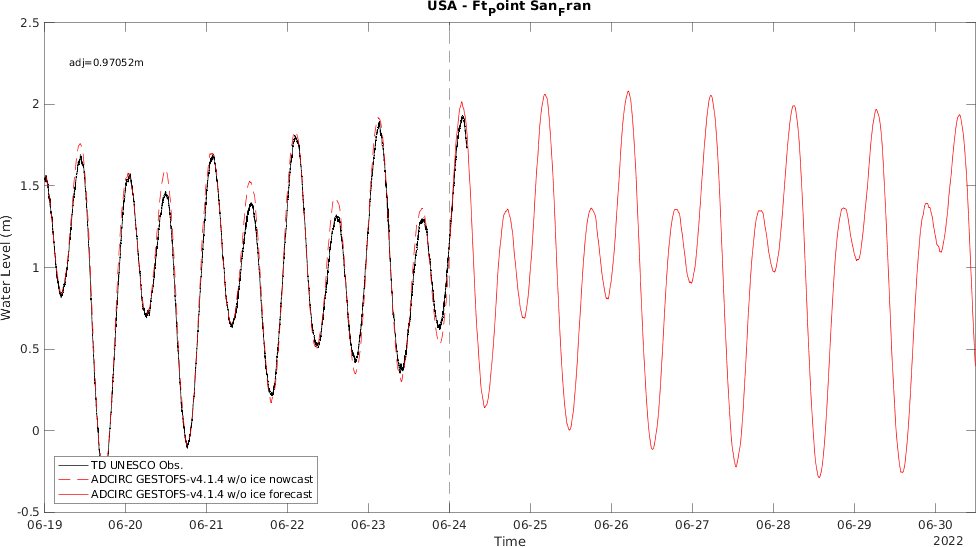 USA - Ft_Point San_Fran
2.5
adj=0.97052m
2
1.5
1
0.5
0
-0.5
Water Level (m)
TD UNESCO Obs.
ADCIRC GESTOFS-v4.1.4 w/o ice nowcast
ADCIRC GESTOFS-v4.1.4 w/o ice forecast
06-19 06-20 06-21 06-22 06-23 06-24 06-25 06-26 06-27 06-28 06-29 06-30
Time
2022